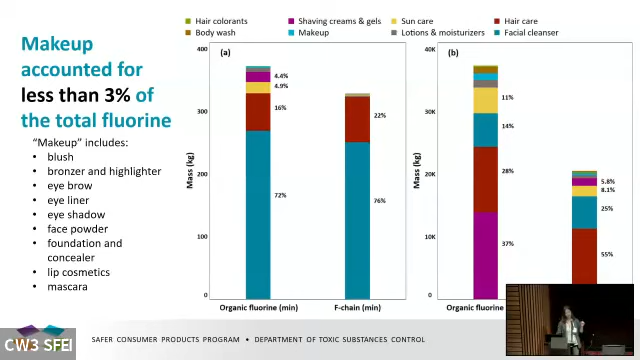 Makeup
accounted for
less than 3% of
the total fluorine
"Makeup" includes:
• blush
• bronzer and highlighter
• eye brow
• eye liner
• eye shadow
• face powder
• foundation and
concealer
• lip cosmetics
• mascara
Hair colorants
Shaving creams & gels
Sun care
Hair care
Body wash
Makeup
Lotions & moisturizers
Facial cleanser
(a)
Mass (kg)
400
300
200
100
0
4.4%
4.9%
16%
72%
22%
76%
Organic fluorine (min)
F-chain (min)
(b)
Mass (kg)
40K
30K
20K
10K
0
11%
14%
28%
37%
5.8%
8.1%
25%
55%
Organic fluorine
CW3 SFEI
SAFER CONSUMER PRODUCTS PROGRAM • DEPARTMENT OF TOXIC SUBSTANCES CONTROL